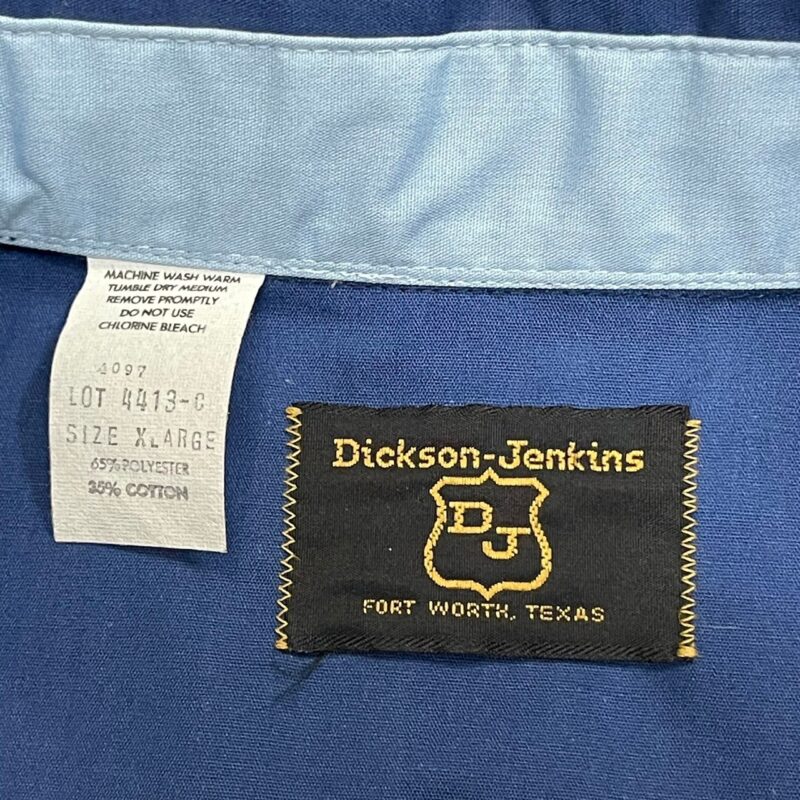 MACHINE WASH WARM
TUMBLE DRY MEDIUM
REMOVE PROMPTLY
DO NOT USE
CHLORINE BLEACH
4097
LOT 4413-C
SIZE XLARGE
65% POLYESTER
35% COTTON
Dickson-Jenkins
DJ
FORT WORTH, TEXAS